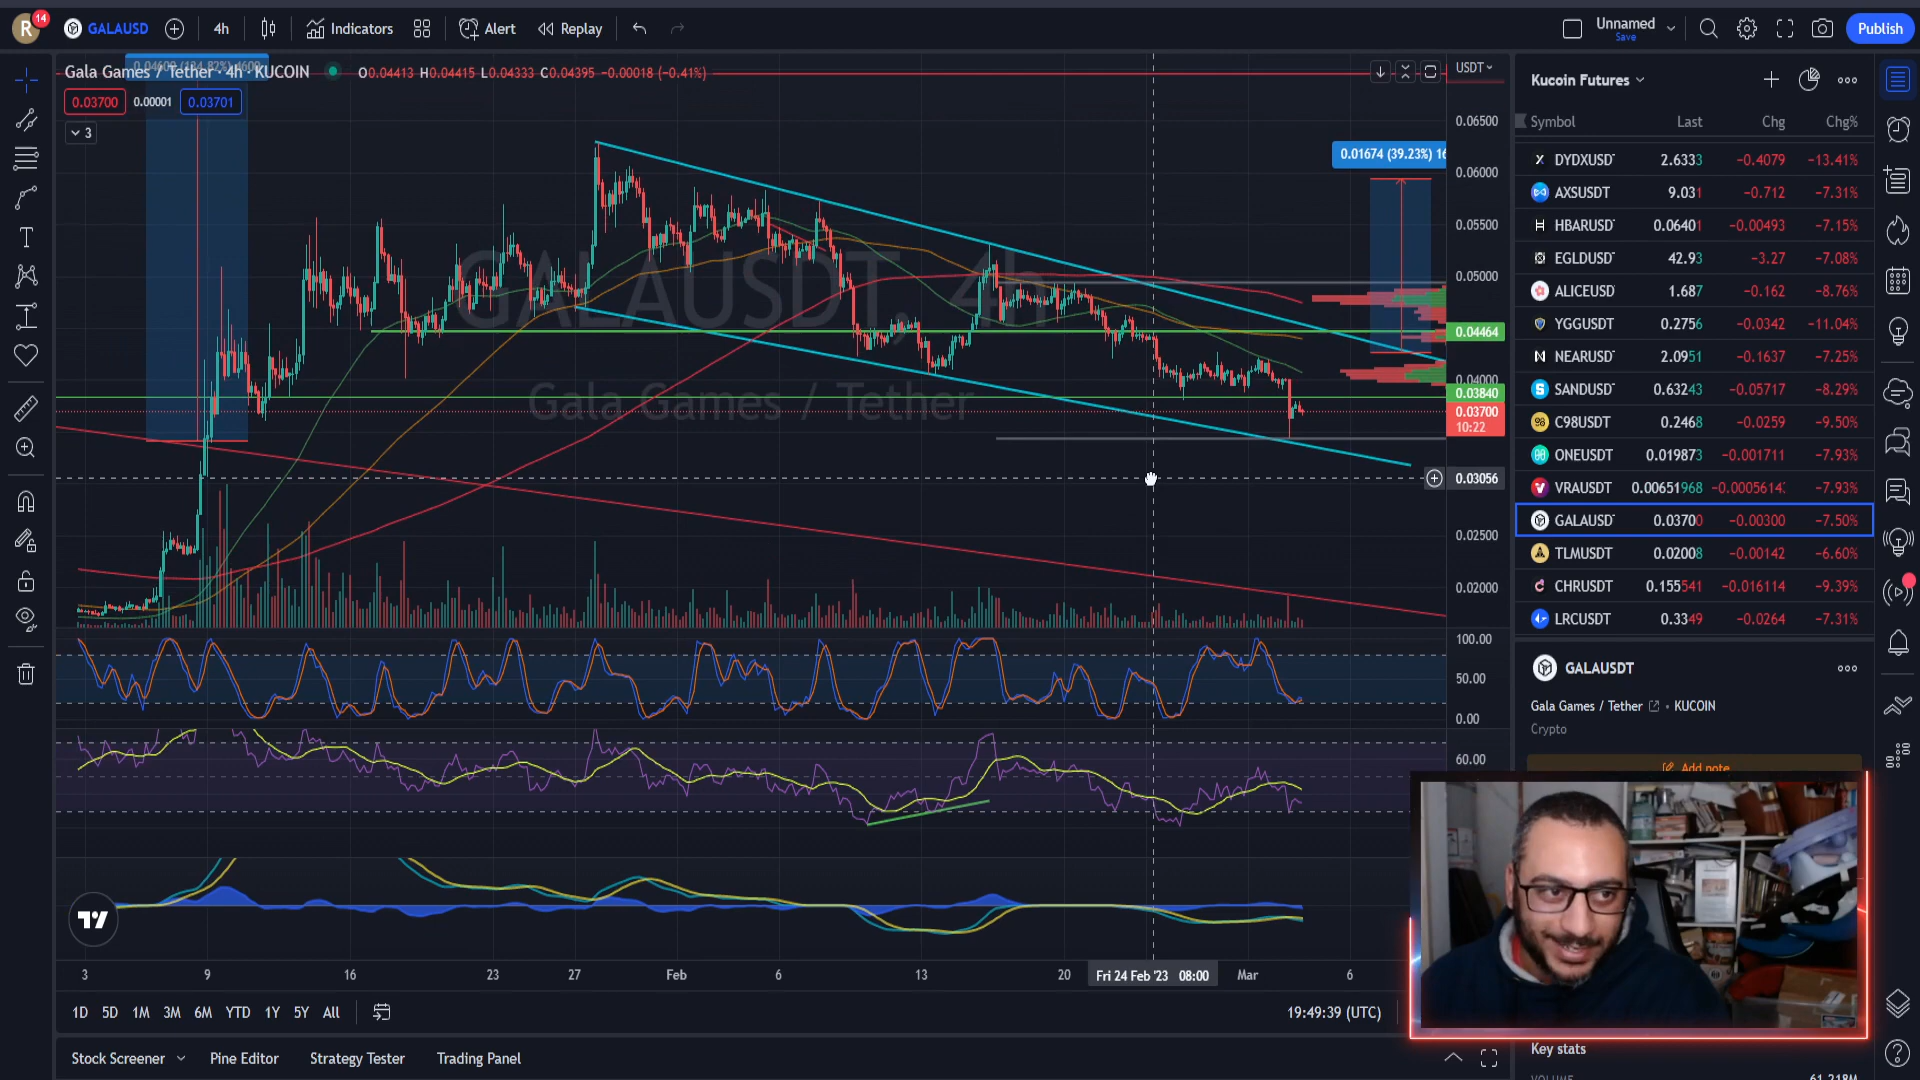 R 14 GALAUSD 4h Indicators Alert Replay Unnamed Save Publish
Gala Games / Tether · 4h · KUCOIN O0.04413 H0.04415 L0.04333 C0.04395 −0.00018 (−0.41%)
0.03700 0.00001 0.03701
3
GALAUSDT, 4h
Gala Games / Tether
0.01674 (39.23%) 16
USDT
0.06500
0.06000
0.05500
0.05000
0.04464
0.04000
0.03840
0.03700
10:22
0.03056
0.02500
0.02000
100.00
50.00
0.00
60.00
3 9 16 23 27 Feb 6 13 20 Fri 24 Feb '23 08:00 Mar 6
1D 5D 1M 3M 6M YTD 1Y 5Y All 19:49:39 (UTC)
Stock Screener Pine Editor Strategy Tester Trading Panel
Kucoin Futures
Symbol Last Chg Chg%
DYDXUSDT 2.6333 −0.4079 −13.41%
AXSUSDT 9.031 −0.712 −7.31%
HBARUSDT 0.06401 −0.00493 −7.15%
EGLDUSDT 42.93 −3.27 −7.08%
ALICEUSD 1.687 −0.162 −8.76%
YGGUSDT 0.2756 −0.0342 −11.04%
NEARUSDT 2.0951 −0.1637 −7.25%
SANDUSDT 0.63243 −0.05717 −8.29%
C98USDT 0.2468 −0.0259 −9.50%
ONEUSDT 0.019873 −0.001711 −7.93%
VRAUSDT 0.00651968 −0.0005614 −7.93%
GALAUSDT 0.03700 −0.00300 −7.50%
TLMUSDT 0.02008 −0.00142 −6.60%
CHRUSDT 0.155541 −0.016114 −9.39%
LRCUSDT 0.3349 −0.0264 −7.31%
GALAUSDT
Gala Games / Tether • KUCOIN
Crypto
Add note
Key stats